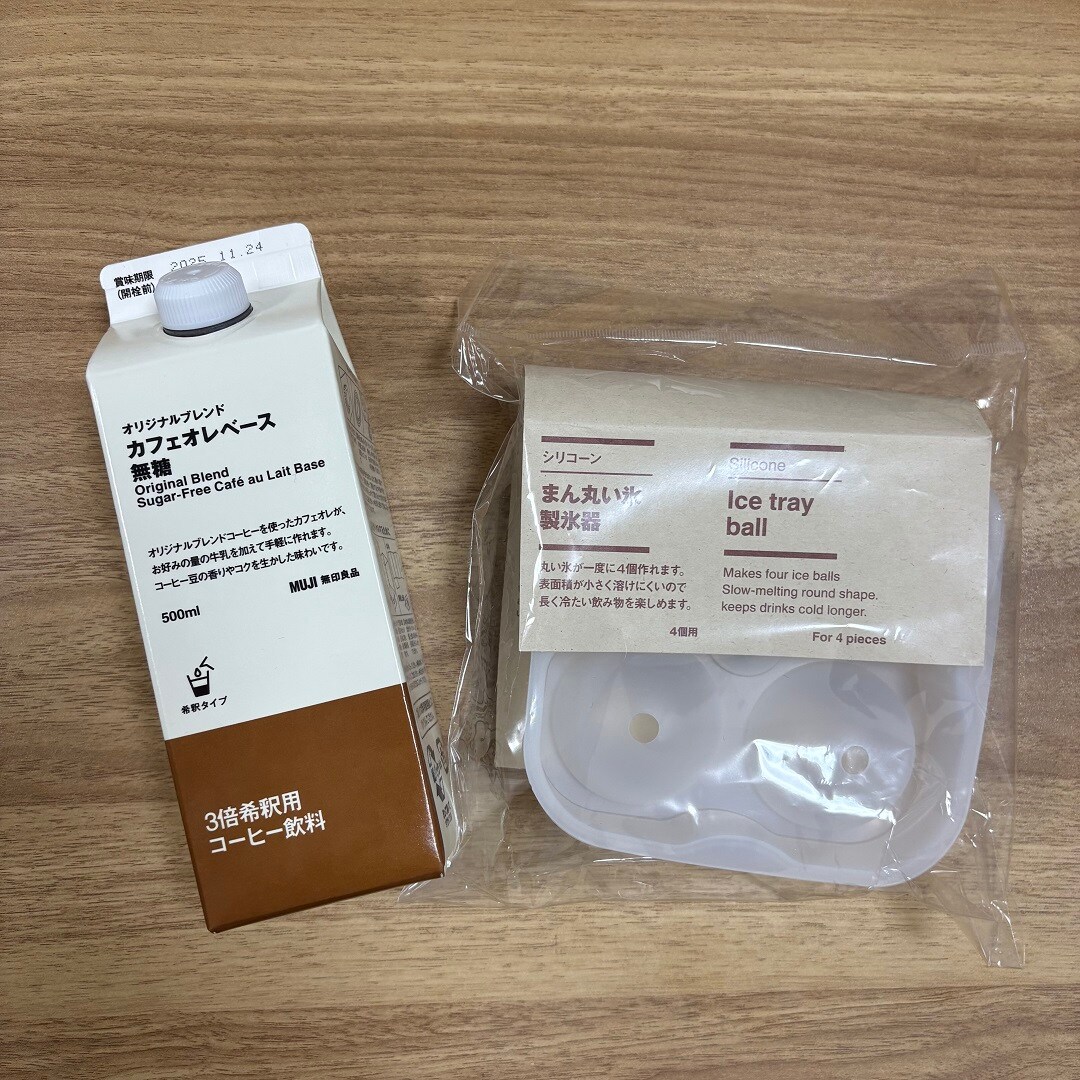 賞味期限
(開栓前)
2025.11.24
オリジナルブレンド
カフェオレベース
無糖
Original Blend
Sugar-Free Café au Lait Base
オリジナルブレンドコーヒーを使ったカフェオレが、
お好みの量の牛乳を加えて手軽に作れます。
コーヒー豆の香りやコクを生かした味わいです。
MUJI 無印良品
500ml
希釈タイプ
3倍希釈用
コーヒー飲料
シリコーン
まん丸い氷
製氷器
丸い氷が一度に4個作れます。
表面積が小さく溶けにくいので
長く冷たい飲み物を楽しめます。
4個用
Silicone
Ice tray
ball
Makes four ice balls
Slow-melting round shape.
keeps drinks cold longer.
For 4 pieces